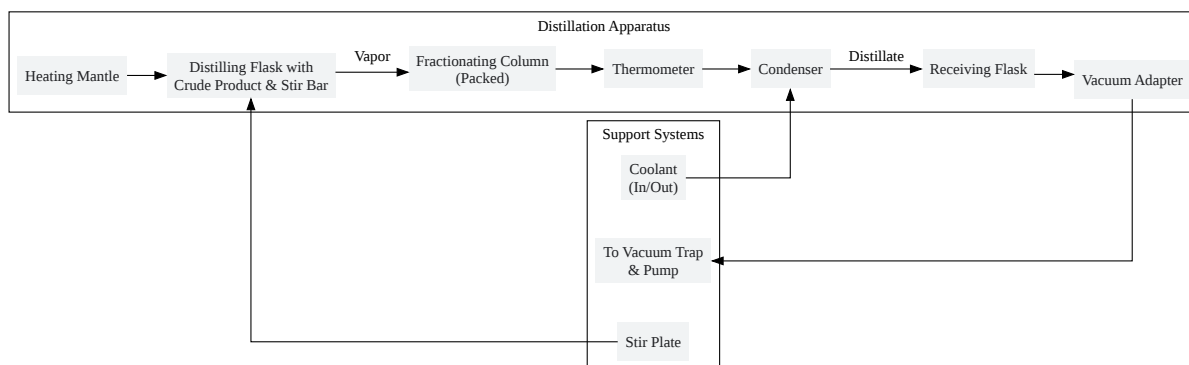 Distillation Apparatus
Heating Mantle
Distilling Flask with
Crude Product & Stir Bar
Vapor
Fractionating Column
(Packed)
Thermometer
Condenser
Distillate
Receiving Flask
Vacuum Adapter
Support Systems
Coolant
(In/Out)
To Vacuum Trap
& Pump
Stir Plate